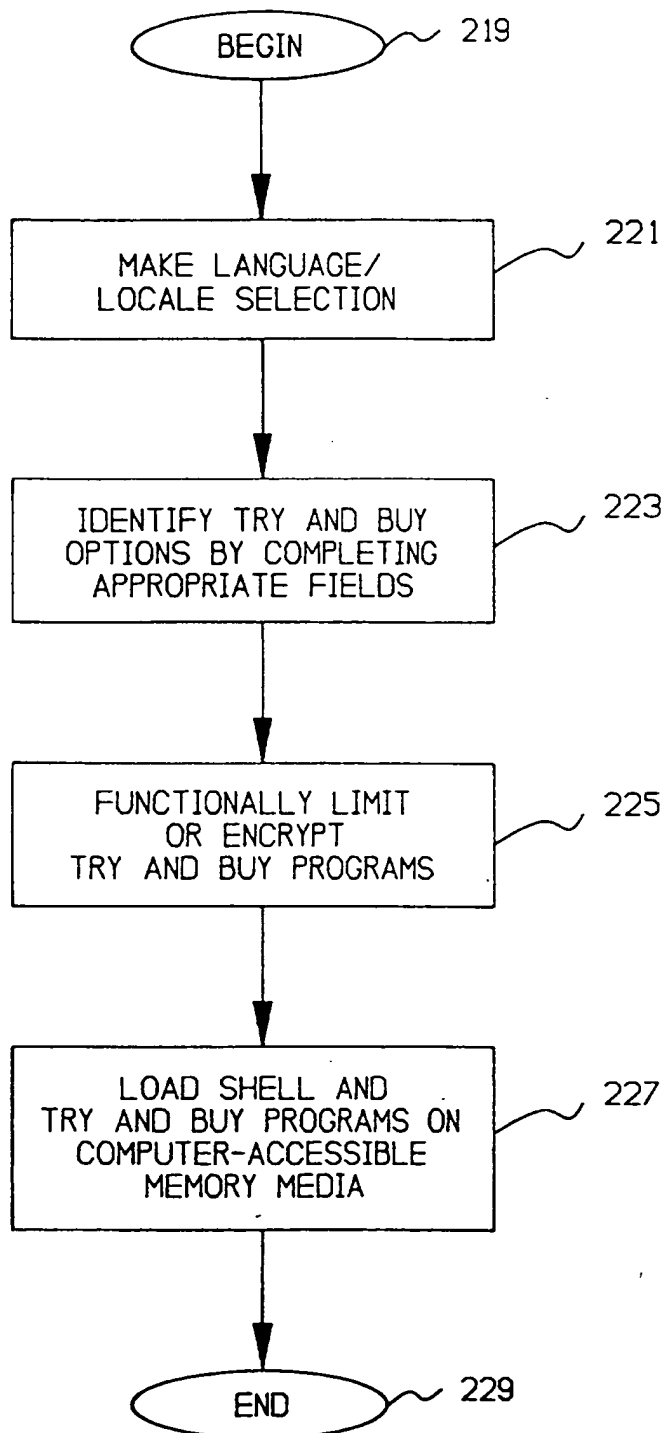 BEGIN
219
MAKE LANGUAGE/
LOCALE SELECTION
221
IDENTIFY TRY AND BUY
OPTIONS BY COMPLETING
APPROPRIATE FIELDS
223
FUNCTIONALLY LIMIT
OR ENCRYPT
TRY AND BUY PROGRAMS
225
LOAD SHELL AND
TRY AND BUY PROGRAMS ON
COMPUTER-ACCESSIBLE
MEMORY MEDIA
227
END
229